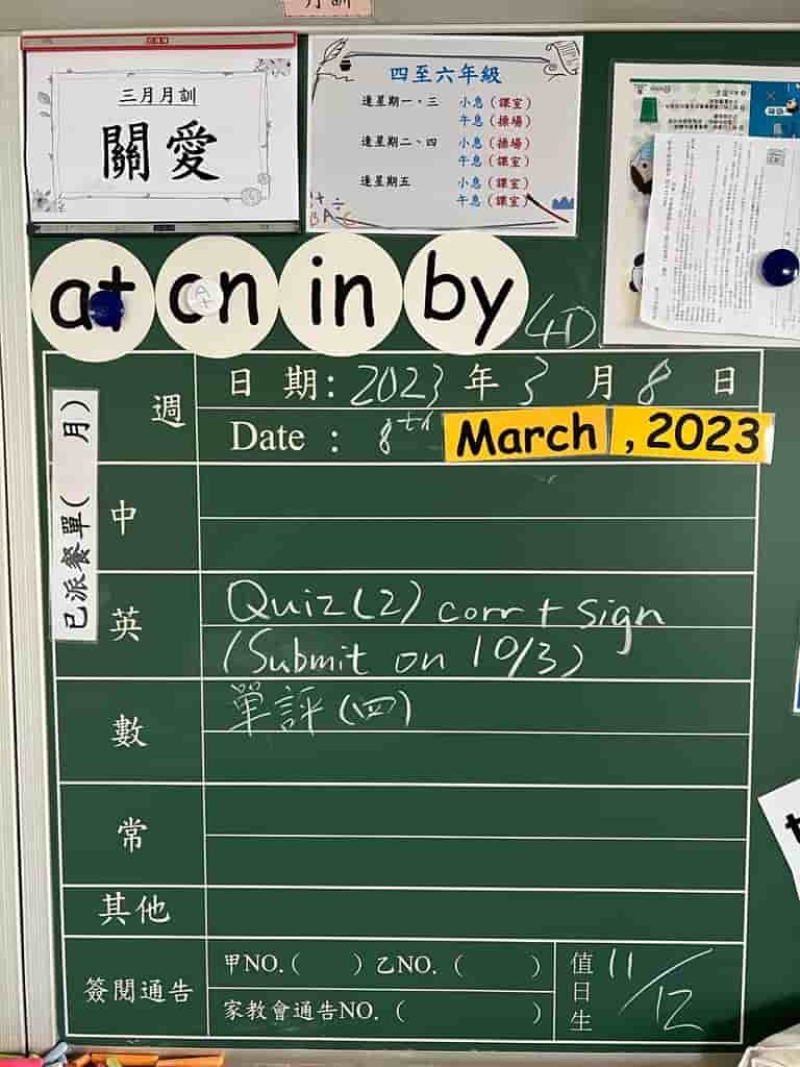 月訓
三月月訓
關愛
四至六年級
逢星期一、三 小息(課室)
午息(操場)
逢星期二、四 小息(操場)
午息(課室)
逢星期五 小息(課室)
午息(課室)
at on in by
4D
已派餐單( 月)
週
日 期: 2023 年 3 月 8 日
Date : 8th March , 2023
中
英
Quiz(2) corr + sign
(Submit on 10/3)
數
單評(四)
常
其他
簽閱通告
甲NO.( ) 乙NO. ( )
家教會通告NO. ( )
值日生 11/12